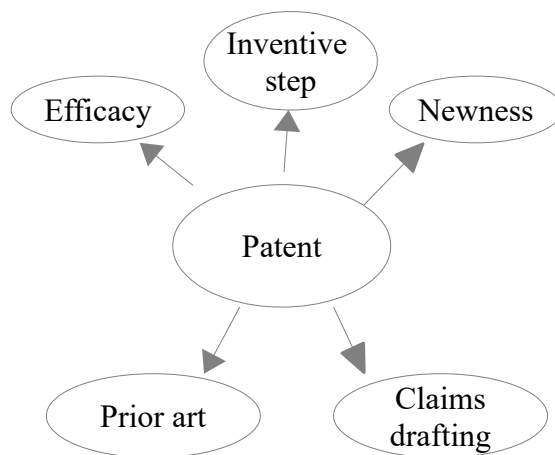 Inventive
step
Efficacy
Newness
Patent
Prior art
Claims
drafting